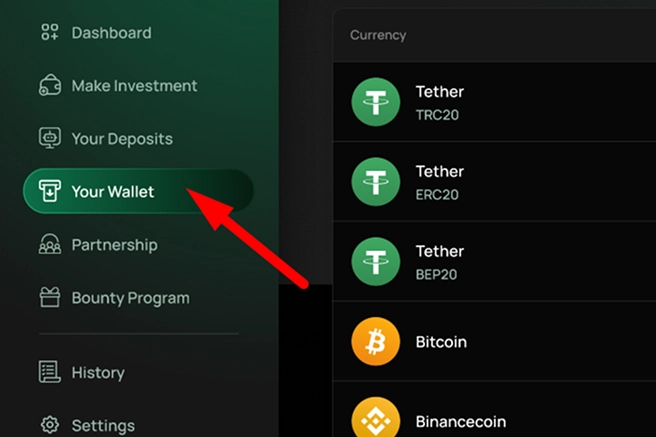 Dashboard
Make Investment
Your Deposits
Your Wallet
Partnership
Bounty Program
History
Settings
Currency
Tether
TRC20
Tether
ERC20
Tether
BEP20
Bitcoin
Binancecoin